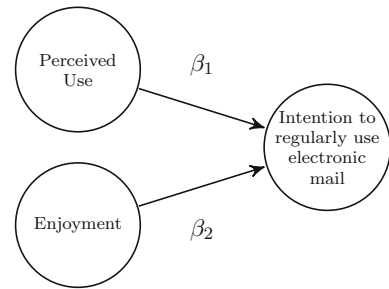 Perceived
Use
β1
Intention to
regularly use
electronic
mail
Enjoyment
β2